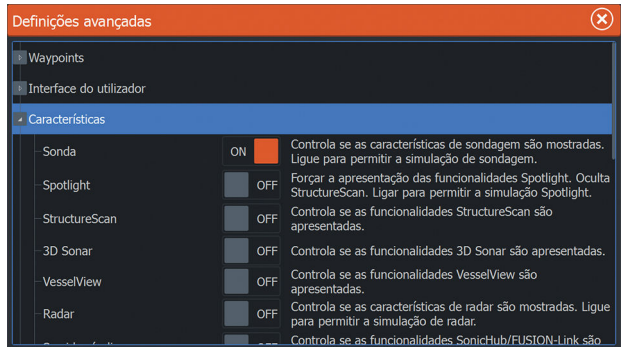 Definições avançadas
Waypoints
Interface do utilizador
Características
Sonda ON Controla se as características de sondagem são mostradas.
Ligue para permitir a simulação de sondagem.
Spotlight OFF Forçar a apresentação das funcionalidades Spotlight. Oculta
StructureScan. Ligar para permitir a simulação Spotlight.
StructureScan OFF Controla se as funcionalidades StructureScan são
apresentadas.
3D Sonar OFF Controla se as funcionalidades 3D Sonar são apresentadas.
VesselView OFF Controla se as funcionalidades VesselView são
apresentadas.
Radar OFF Controla se as características de radar são mostradas. Ligue
para permitir a simulação de radar.
OFF Controla se as funcionalidades SonicHub/FUSION-Link são